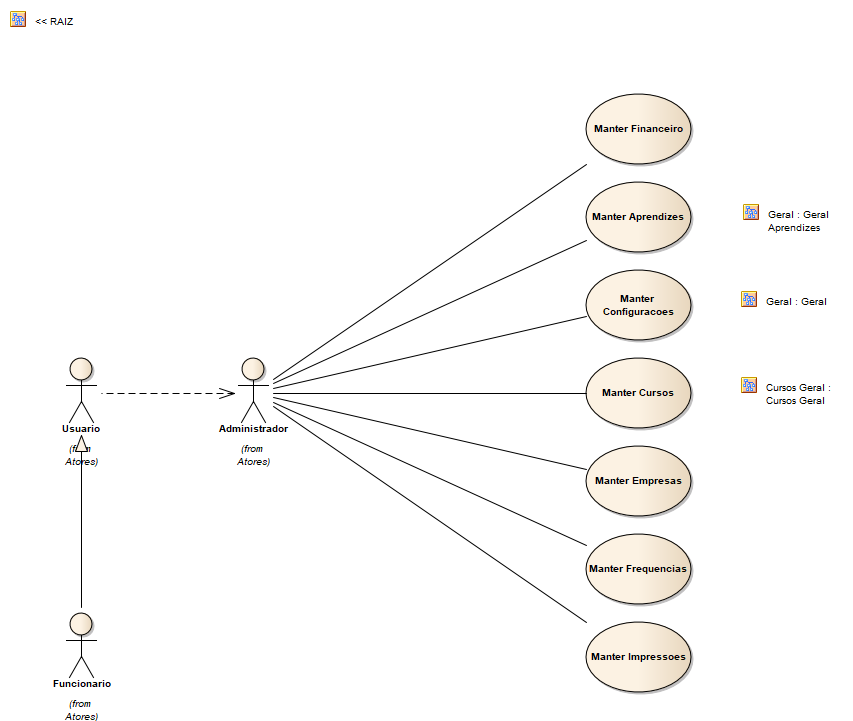 << RAIZ
Manter Financeiro
Manter Aprendizes
Geral : Geral
Aprendizes
Manter
Configuracoes
Geral : Geral
Manter Cursos
Cursos Geral :
Cursos Geral
Usuario
(from
Atores)
Administrador
(from
Atores)
Manter Empresas
Manter Frequencias
Manter Impressoes
Funcionario
(from
Atores)